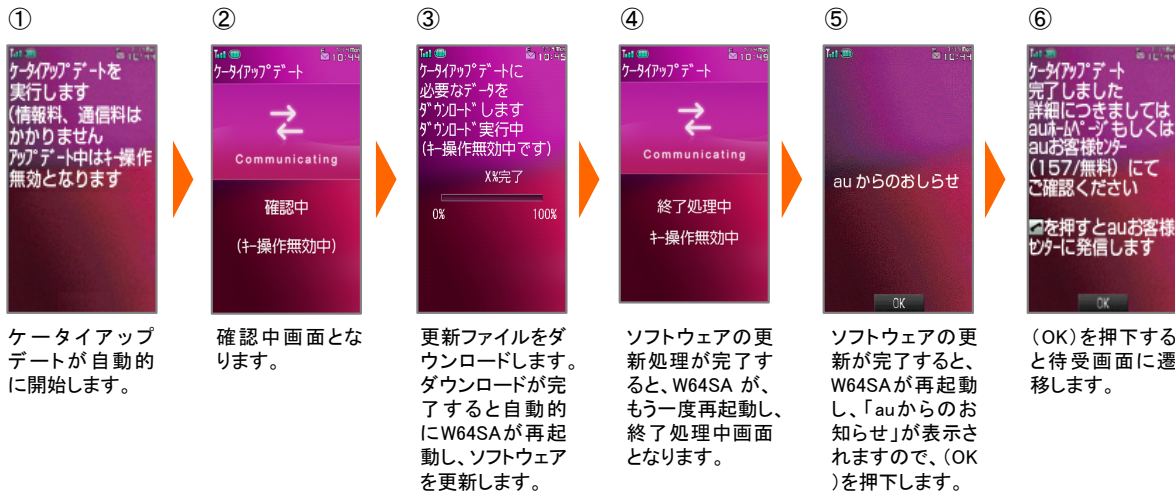 ①
ケータイアップデートを
実行します
(情報料、通信料は
かかりません
アップデート中はキー操作
無効となります
ケータイアップ
デートが自動的
に開始します。
②
10:44
ケータイアップデート
Communicating
確認中
(キー操作無効中)
確認中画面とな
ります。
③
10:45
ケータイアップデートに
必要なデータを
ダウンロードします
ダウンロード実行中
(キー操作無効中です)
X%完了
0% 100%
更新ファイルをダ
ウンロードします。
ダウンロードが完
了すると自動的
にW64SAが再起
動し、ソフトウェア
を更新します。
④
10:49
ケータイアップデート
Communicating
終了処理中
キー操作無効中
ソフトウェアの更
新処理が完了す
ると、W64SA が、
もう一度再起動し、
終了処理中画面
となります。
⑤
au からのおしらせ
OK
ソフトウェアの更
新が完了すると、
W64SAが再起動
し、「auからのお
知らせ」が表示さ
れますので、(OK
)を押下します。
⑥
ケータイアップデート
完了しました
詳細につきましては
auホームページもしくは
auお客様センター
(157/無料)にて
ご確認ください
を押すとauお客様
センターに発信します
OK
(OK)を押下する
と待受画面に遷
移します。